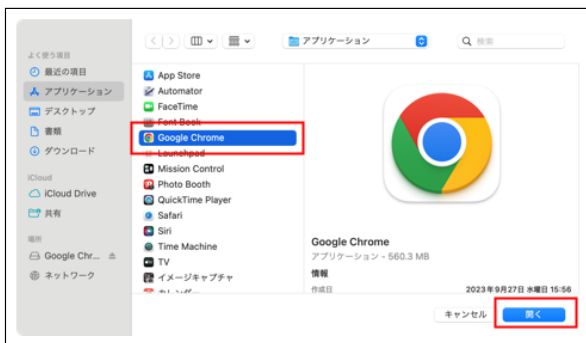 アプリケーション
検索
よく使う項目
最近の項目
アプリケーション
デスクトップ
書類
ダウンロード
iCloud
iCloud Drive
共有
場所
Google Chr...
ネットワーク
App Store
Automator
FaceTime
Font Book
Google Chrome
Launchpad
Mission Control
Photo Booth
QuickTime Player
Safari
Siri
Time Machine
TV
イメージキャプチャ
カレンダー
Google Chrome
アプリケーション - 560.3 MB
情報
作成日 2023年9月27日 水曜日 15:56
キャンセル 開く